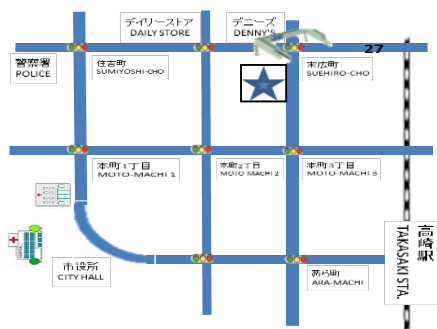 デイリーストア
DAILY STORE
デニーズ
DENNY'S
27
警察署
POLICE
住吉町
SUMIYOSHI-CHO
末広町
SUEHIRO-CHO
本町1丁目
MOTO-MACHI 1
本町2丁目
MOTO-MACHI 2
本町3丁目
MOTO-MACHI 3
市役所
CITY HALL
あら町
ARA-MACHI
高崎駅
TAKASAKI STA.